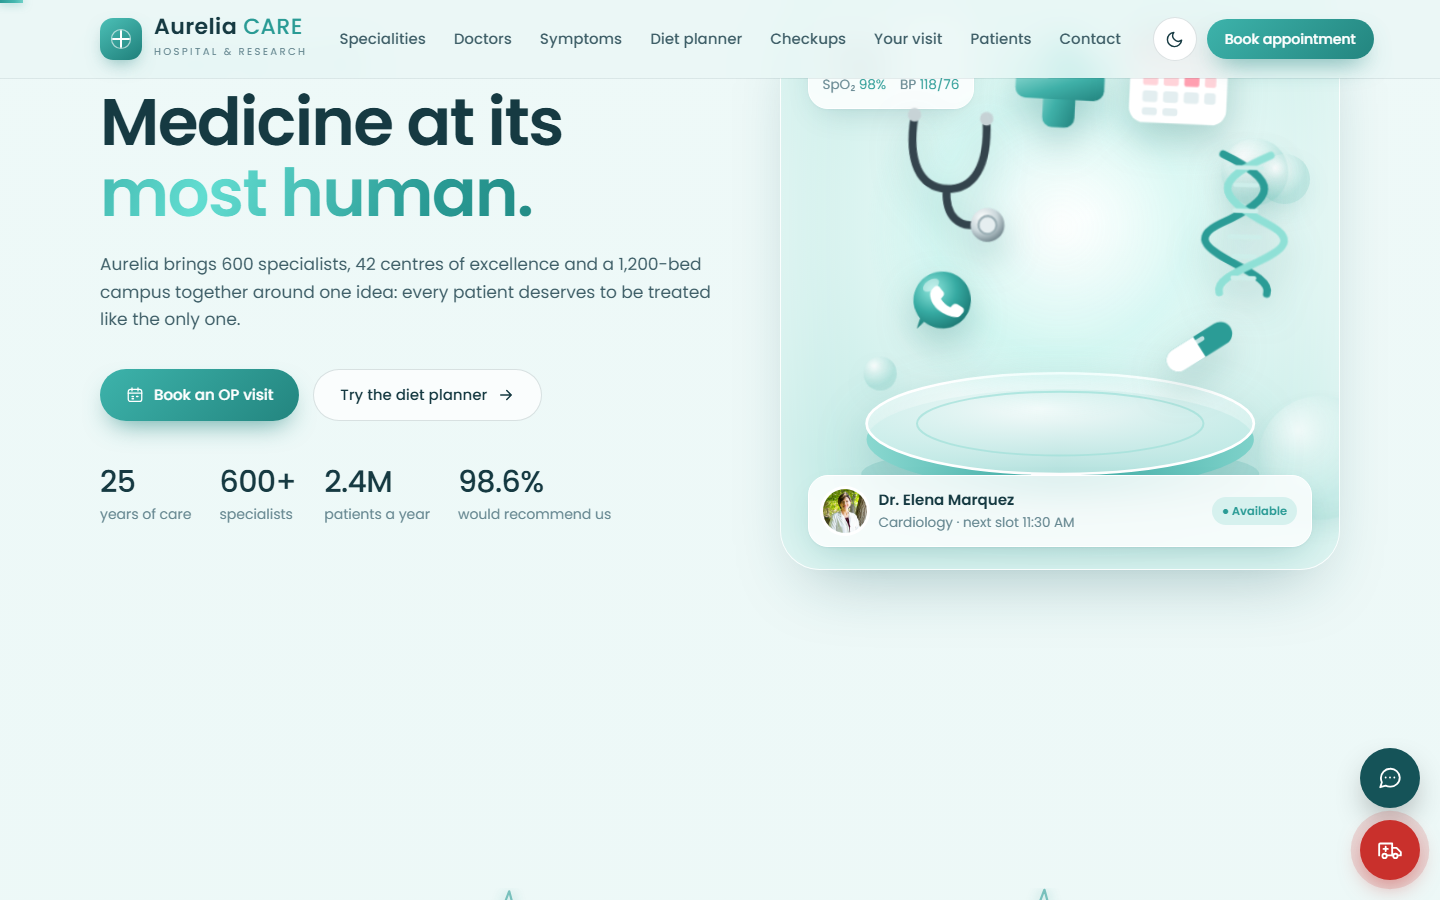 Aurelia CARE
HOSPITAL & RESEARCH
Specialities
Doctors
Symptoms
Diet planner
Checkups
Your visit
Patients
Contact
Book appointment
Medicine at its
most human.
Aurelia brings 600 specialists, 42 centres of excellence and a 1,200-bed
campus together around one idea: every patient deserves to be treated
like the only one.
Book an OP visit
Try the diet planner →
25
years of care
600+
specialists
2.4M
patients a year
98.6%
would recommend us
SpO₂ 98% BP 118/76
Dr. Elena Marquez
Cardiology · next slot 11:30 AM
● Available